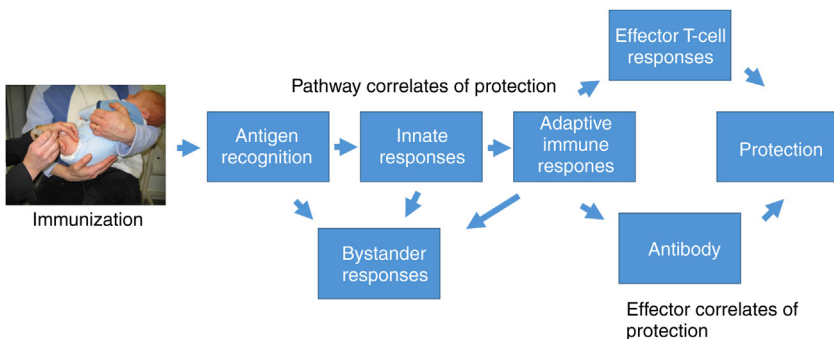 Effector T-cell
responses
Pathway correlates of protection
Antigen
recognition
Innate
responses
Adaptive
immune
respones
Protection
Immunization
Bystander
responses
Antibody
Effector correlates of
protection